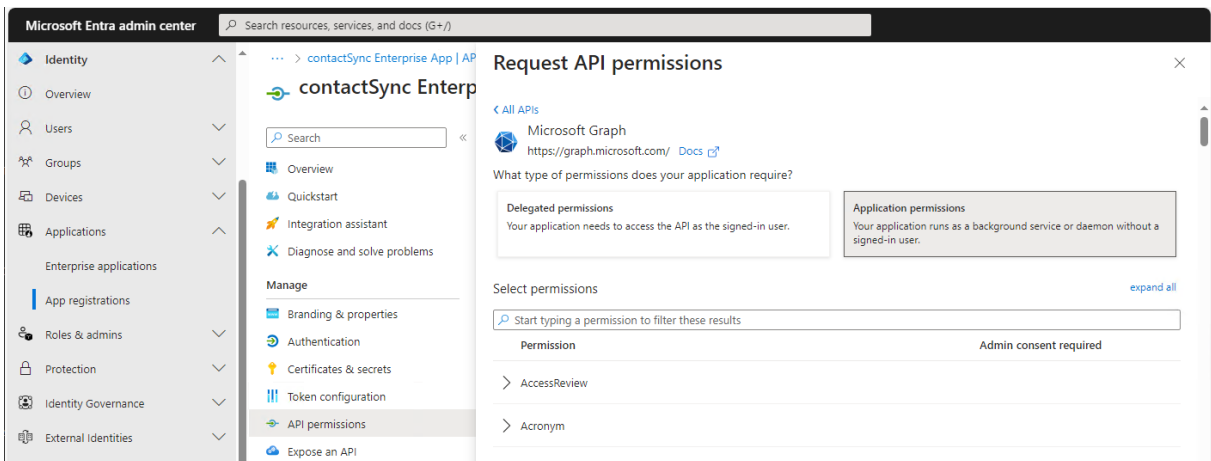 Microsoft Entra admin center
Search resources, services, and docs (G+/)
Identity
Overview
Users
Groups
Devices
Applications
Enterprise applications
App registrations
Roles & admins
Protection
Identity Governance
External Identities
··· > contactSync Enterprise App | AP
contactSync Enterp
Search
Overview
Quickstart
Integration assistant
Diagnose and solve problems
Manage
Branding & properties
Authentication
Certificates & secrets
Token configuration
API permissions
Expose an API
Request API permissions
All APIs
Microsoft Graph
https://graph.microsoft.com/ Docs
What type of permissions does your application require?
Delegated permissions
Your application needs to access the API as the signed-in user.
Application permissions
Your application runs as a background service or daemon without a
signed-in user.
Select permissions
expand all
Start typing a permission to filter these results
Permission
Admin consent required
AccessReview
Acronym